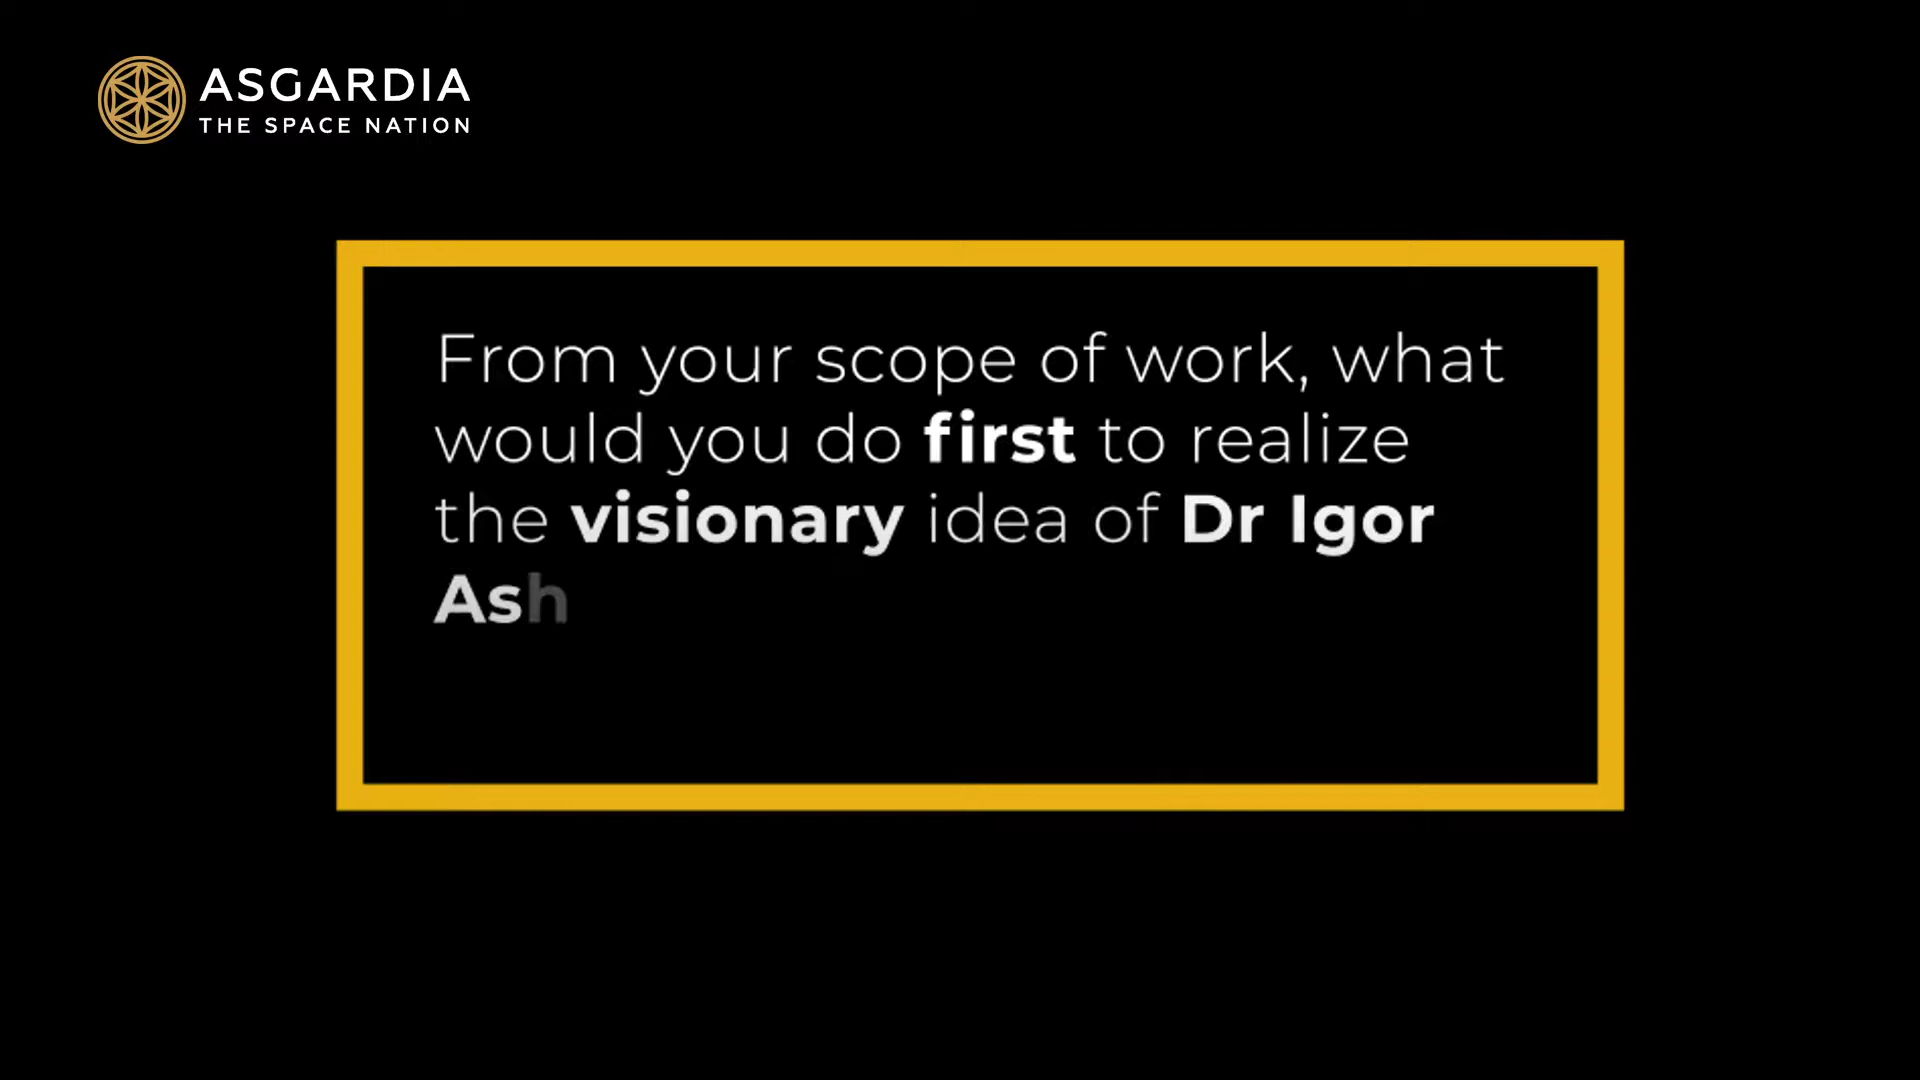 ASGARDIA
THE SPACE NATION
From your scope of work, what
would you do first to realize
the visionary idea of Dr Igor
Ash